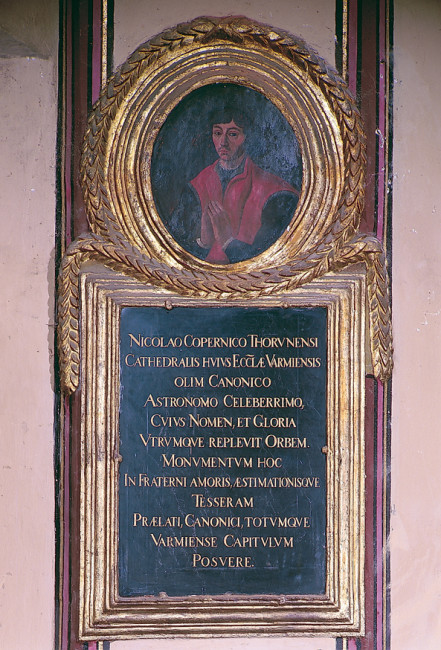 NICOLAO COPERNICO THORVNENSI
CATHEDRALIS HVIVS ECCLÆ VARMIENSIS
OLIM CANONICO
ASTRONOMO CELEBERRIMO,
CVIVS NOMEN, ET GLORIA
VTRVMQVE REPLEVIT ORBEM.
MONVMENTVM HOC
IN FRATERNI AMORIS, ÆSTIMATIONISQVE
TESSERAM
PRÆLATI, CANONICI, TOTVMQVE
VARMIENSE CAPITVLVM
POSVERE.